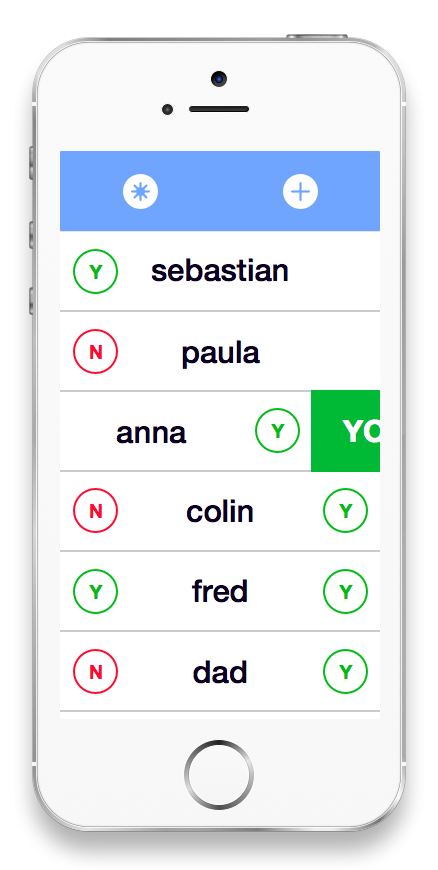 Y sebastian
N paula
anna Y YO
N colin Y
Y fred Y
N dad Y